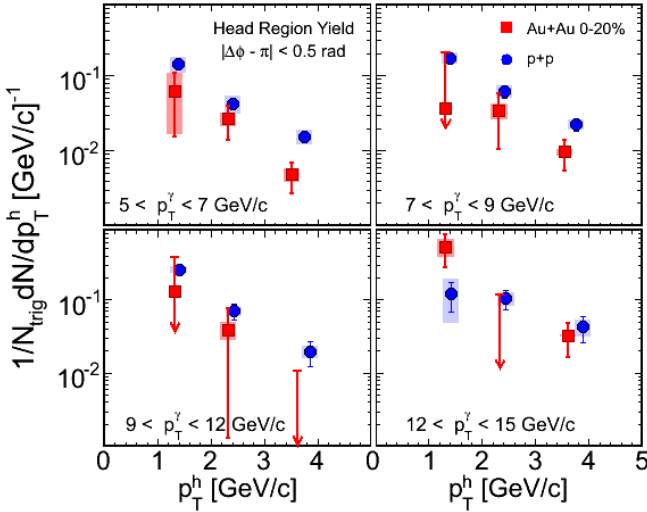 Head Region Yield
|Δϕ - π| < 0.5 rad
Au+Au 0-20%
p+p
1/N_trig dN/dp_T^h [GeV/c]^-1
10^-1
10^-2
5 < p_T^γ < 7 GeV/c
7 < p_T^γ < 9 GeV/c
10^-1
10^-2
9 < p_T^γ < 12 GeV/c
12 < p_T^γ < 15 GeV/c
0 1 2 3 4 0 1 2 3 4 5
p_T^h [GeV/c]
p_T^h [GeV/c]